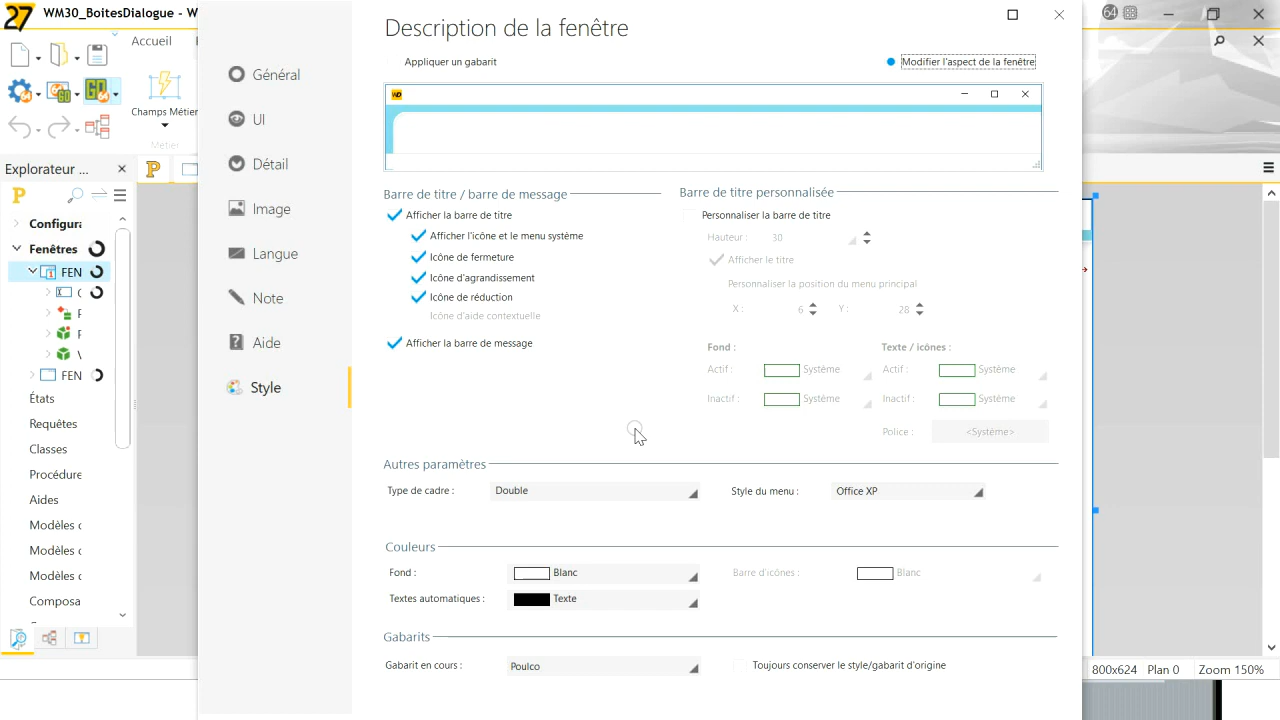 27 WM30_BoitesDialogue - W
64
Accueil
GO
GO
Champs Métier
Métier
Explorateur ...
P
Configura
Fenêtres
FEN
FEN
États
Requêtes
Classes
Procédure
Aides
Modèles
Modèles
Modèles
Composa
Général
UI
Détail
Image
Langue
Note
Aide
Style
Description de la fenêtre
Appliquer un gabarit
Modifier l'aspect de la fenêtre
WD
Barre de titre / barre de message
Afficher la barre de titre
Afficher l'icône et le menu système
Icône de fermeture
Icône d'agrandissement
Icône de réduction
Icône d'aide contextuelle
Afficher la barre de message
Barre de titre personnalisée
Personnaliser la barre de titre
Hauteur : 30
Afficher le titre
Personnaliser la position du menu principal
X : 6 Y : 28
Fond : Texte / icônes :
Actif : Système Actif : Système
Inactif : Système Inactif : Système
Police : <Système>
Autres paramètres
Type de cadre : Double Style du menu : Office XP
Couleurs
Fond : Blanc Barre d'icônes : Blanc
Textes automatiques : Texte
Gabarits
Gabarit en cours : Poulco Toujours conserver le style/gabarit d'origine
800x624 Plan 0 Zoom 150%